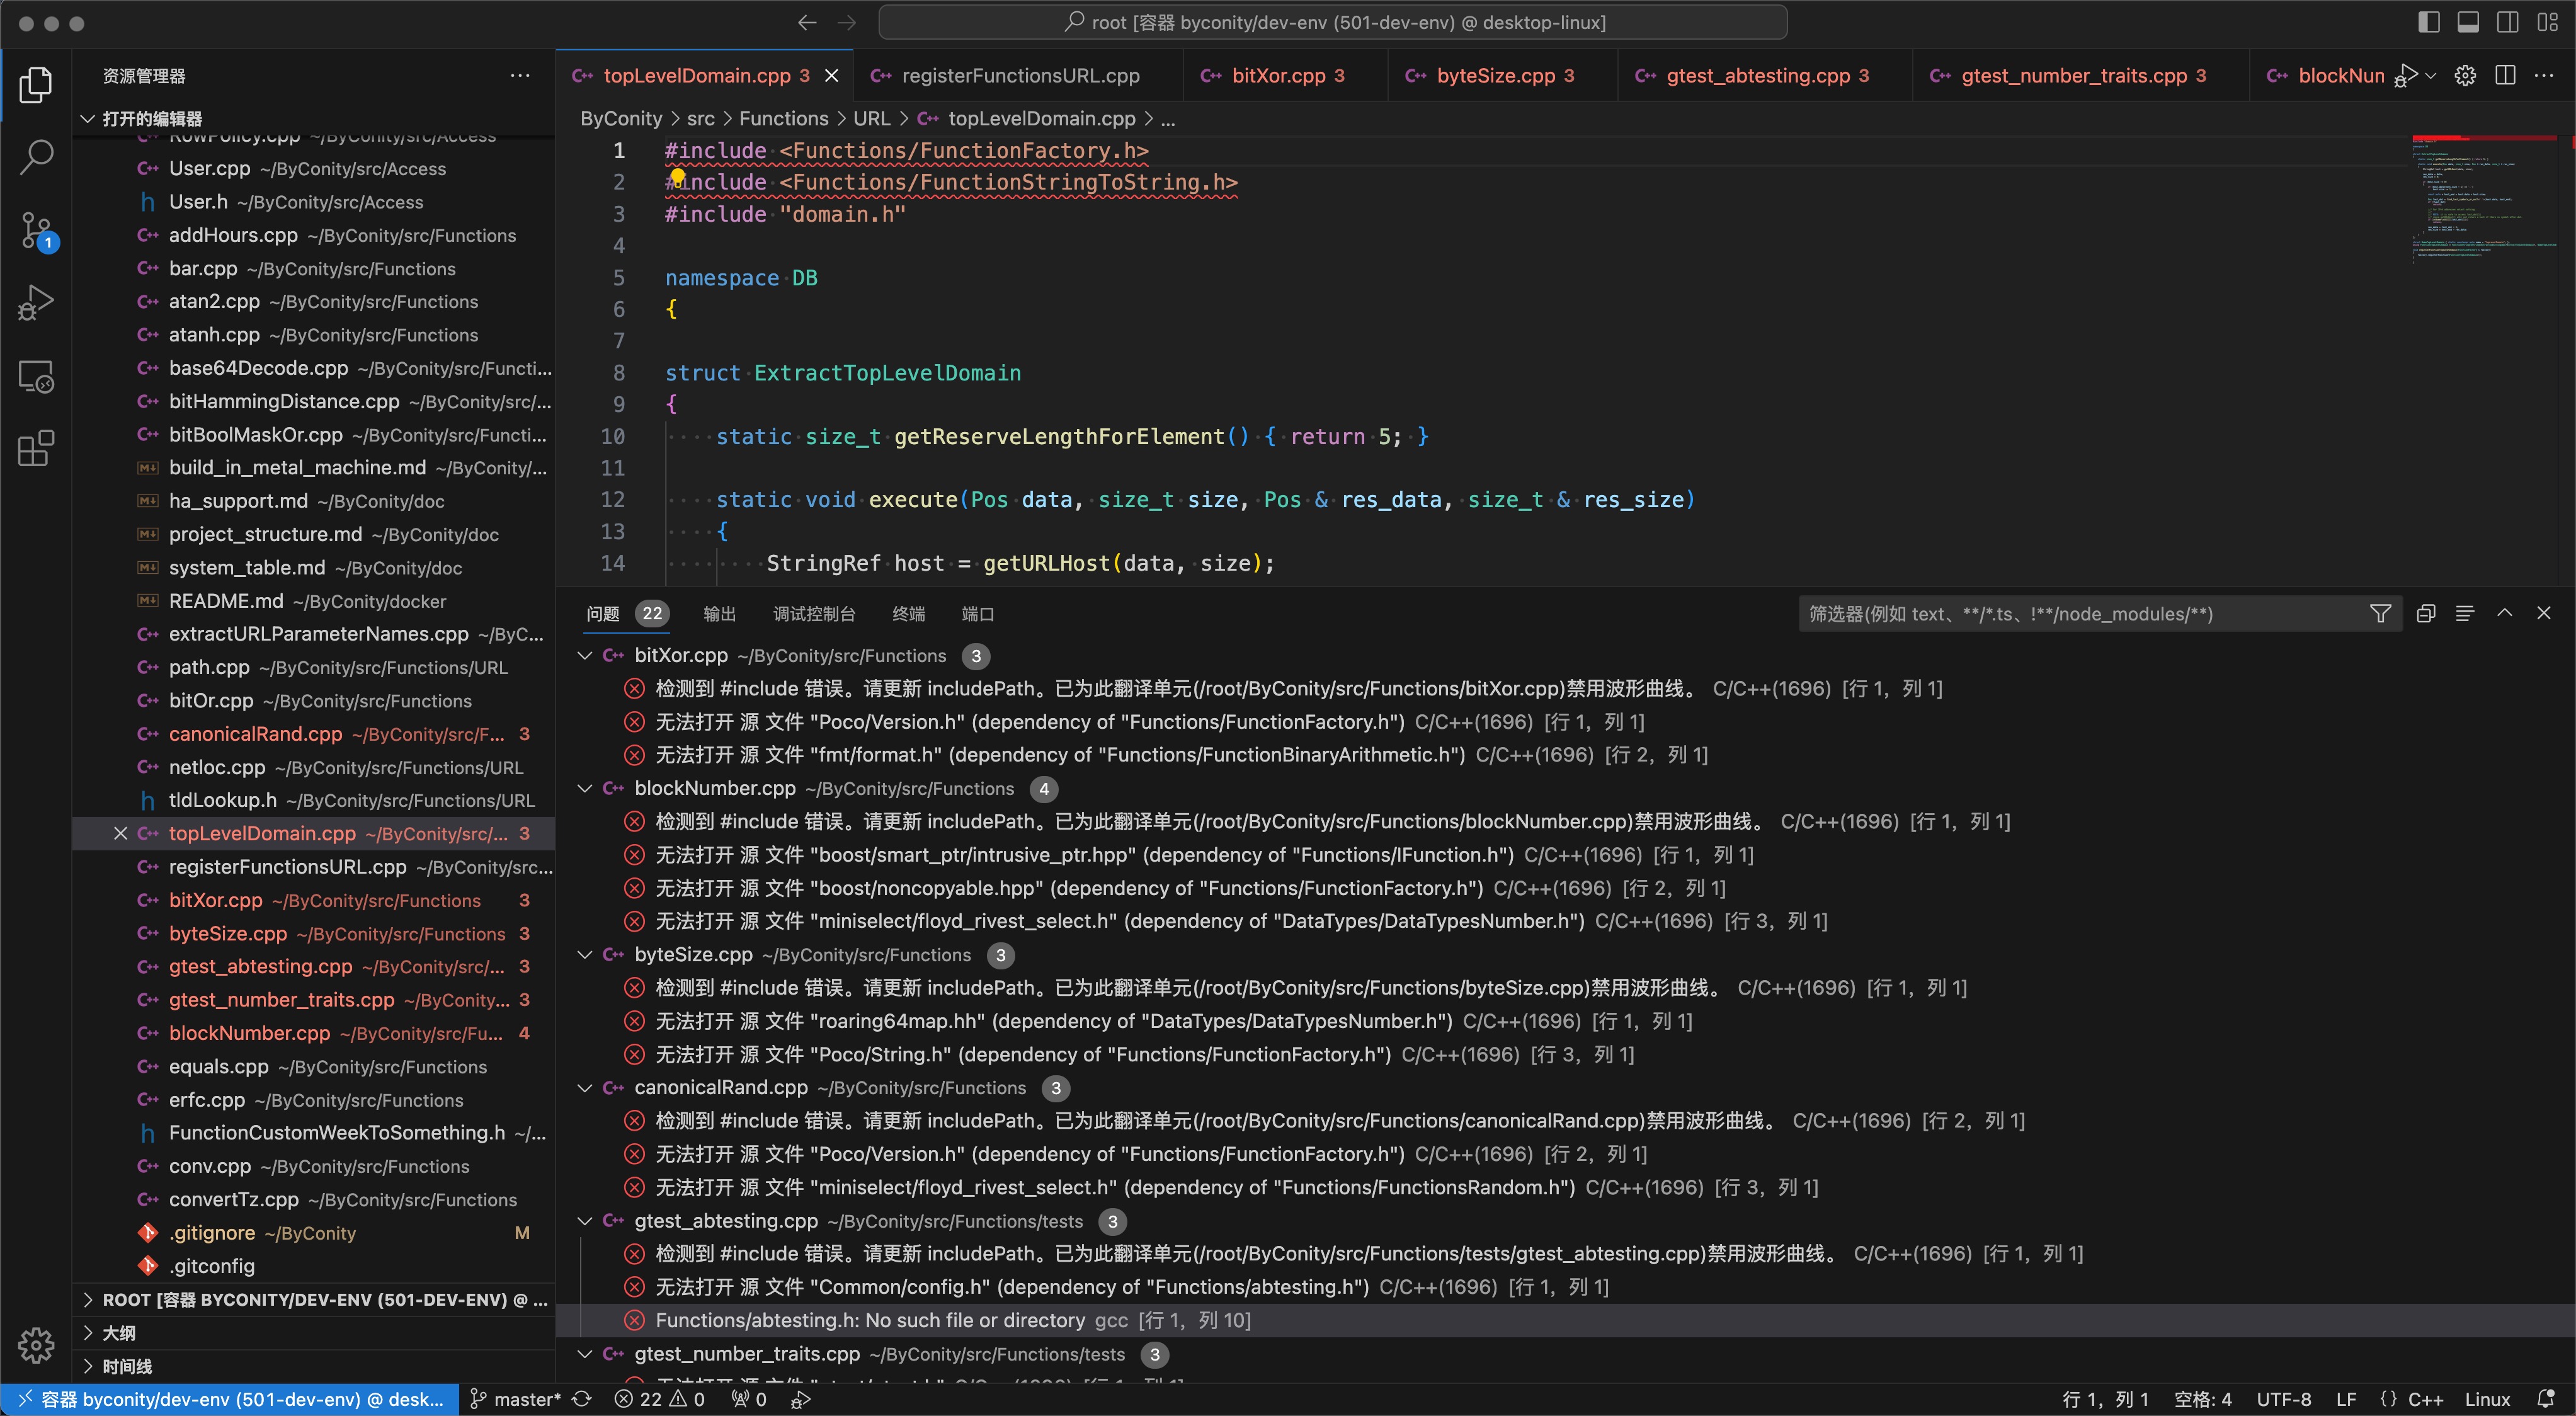 root [容器 byconity/dev-env (501-dev-env) @ desktop-linux]
资源管理器
打开的编辑器
RowPolicy.cpp ~/ByConity/src/Access
User.cpp ~/ByConity/src/Access
User.h ~/ByConity/src/Access
addHours.cpp ~/ByConity/src/Functions
bar.cpp ~/ByConity/src/Functions
atan2.cpp ~/ByConity/src/Functions
atanh.cpp ~/ByConity/src/Functions
base64Decode.cpp ~/ByConity/src/Functi...
bitHammingDistance.cpp ~/ByConity/src/...
bitBoolMaskOr.cpp ~/ByConity/src/Functi...
build_in_metal_machine.md ~/ByConity/...
ha_support.md ~/ByConity/doc
project_structure.md ~/ByConity/doc
system_table.md ~/ByConity/doc
README.md ~/ByConity/docker
extractURLParameterNames.cpp ~/ByC...
path.cpp ~/ByConity/src/Functions/URL
bitOr.cpp ~/ByConity/src/Functions
canonicalRand.cpp ~/ByConity/src/F... 3
netloc.cpp ~/ByConity/src/Functions/URL
tldLookup.h ~/ByConity/src/Functions/URL
topLevelDomain.cpp ~/ByConity/src/... 3
registerFunctionsURL.cpp ~/ByConity/src...
bitXor.cpp ~/ByConity/src/Functions 3
byteSize.cpp ~/ByConity/src/Functions 3
gtest_abtesting.cpp ~/ByConity/src/... 3
gtest_number_traits.cpp ~/ByConity... 3
blockNumber.cpp ~/ByConity/src/Fu... 4
equals.cpp ~/ByConity/src/Functions
erfc.cpp ~/ByConity/src/Functions
FunctionCustomWeekToSomething.h ~/...
conv.cpp ~/ByConity/src/Functions
convertTz.cpp ~/ByConity/src/Functions
.gitignore ~/ByConity M
.gitconfig
ROOT [容器 BYCONITY/DEV-ENV (501-DEV-ENV) @ ...
大纲
时间线
topLevelDomain.cpp 3
registerFunctionsURL.cpp
bitXor.cpp 3
byteSize.cpp 3
gtest_abtesting.cpp 3
gtest_number_traits.cpp 3
blockNun
ByConity > src > Functions > URL > topLevelDomain.cpp > ...
1 #include <Functions/FunctionFactory.h>
2 #include <Functions/FunctionStringToString.h>
3 #include "domain.h"
4
5 namespace DB
6 {
7
8 struct ExtractTopLevelDomain
9 {
10 static size_t getReserveLengthForElement() { return 5; }
11
12 static void execute(Pos data, size_t size, Pos & res_data, size_t & res_size)
13 {
14 StringRef host = getURLHost(data, size);
问题 22 输出 调试控制台 终端 端口
筛选器(例如 text、**/*.ts、!**/node_modules/**)
bitXor.cpp ~/ByConity/src/Functions 3
检测到 #include 错误。请更新 includePath。已为此翻译单元(/root/ByConity/src/Functions/bitXor.cpp)禁用波形曲线。 C/C++(1696) [行 1，列 1]
无法打开 源 文件 "Poco/Version.h" (dependency of "Functions/FunctionFactory.h") C/C++(1696) [行 1，列 1]
无法打开 源 文件 "fmt/format.h" (dependency of "Functions/FunctionBinaryArithmetic.h") C/C++(1696) [行 2，列 1]
blockNumber.cpp ~/ByConity/src/Functions 4
检测到 #include 错误。请更新 includePath。已为此翻译单元(/root/ByConity/src/Functions/blockNumber.cpp)禁用波形曲线。 C/C++(1696) [行 1，列 1]
无法打开 源 文件 "boost/smart_ptr/intrusive_ptr.hpp" (dependency of "Functions/IFunction.h") C/C++(1696) [行 1，列 1]
无法打开 源 文件 "boost/noncopyable.hpp" (dependency of "Functions/FunctionFactory.h") C/C++(1696) [行 2，列 1]
无法打开 源 文件 "miniselect/floyd_rivest_select.h" (dependency of "DataTypes/DataTypesNumber.h") C/C++(1696) [行 3，列 1]
byteSize.cpp ~/ByConity/src/Functions 3
检测到 #include 错误。请更新 includePath。已为此翻译单元(/root/ByConity/src/Functions/byteSize.cpp)禁用波形曲线。 C/C++(1696) [行 1，列 1]
无法打开 源 文件 "roaring64map.hh" (dependency of "DataTypes/DataTypesNumber.h") C/C++(1696) [行 1，列 1]
无法打开 源 文件 "Poco/String.h" (dependency of "Functions/FunctionFactory.h") C/C++(1696) [行 3，列 1]
canonicalRand.cpp ~/ByConity/src/Functions 3
检测到 #include 错误。请更新 includePath。已为此翻译单元(/root/ByConity/src/Functions/canonicalRand.cpp)禁用波形曲线。 C/C++(1696) [行 2，列 1]
无法打开 源 文件 "Poco/Version.h" (dependency of "Functions/FunctionFactory.h") C/C++(1696) [行 2，列 1]
无法打开 源 文件 "miniselect/floyd_rivest_select.h" (dependency of "Functions/FunctionsRandom.h") C/C++(1696) [行 3，列 1]
gtest_abtesting.cpp ~/ByConity/src/Functions/tests 3
检测到 #include 错误。请更新 includePath。已为此翻译单元(/root/ByConity/src/Functions/tests/gtest_abtesting.cpp)禁用波形曲线。 C/C++(1696) [行 1，列 1]
无法打开 源 文件 "Common/config.h" (dependency of "Functions/abtesting.h") C/C++(1696) [行 1，列 1]
Functions/abtesting.h: No such file or directory gcc [行 1，列 10]
gtest_number_traits.cpp ~/ByConity/src/Functions/tests 3
1
容器 byconity/dev-env (501-dev-env) @ desk...
master* 22 0 0
行 1，列 1 空格: 4 UTF-8 LF {} C++ Linux